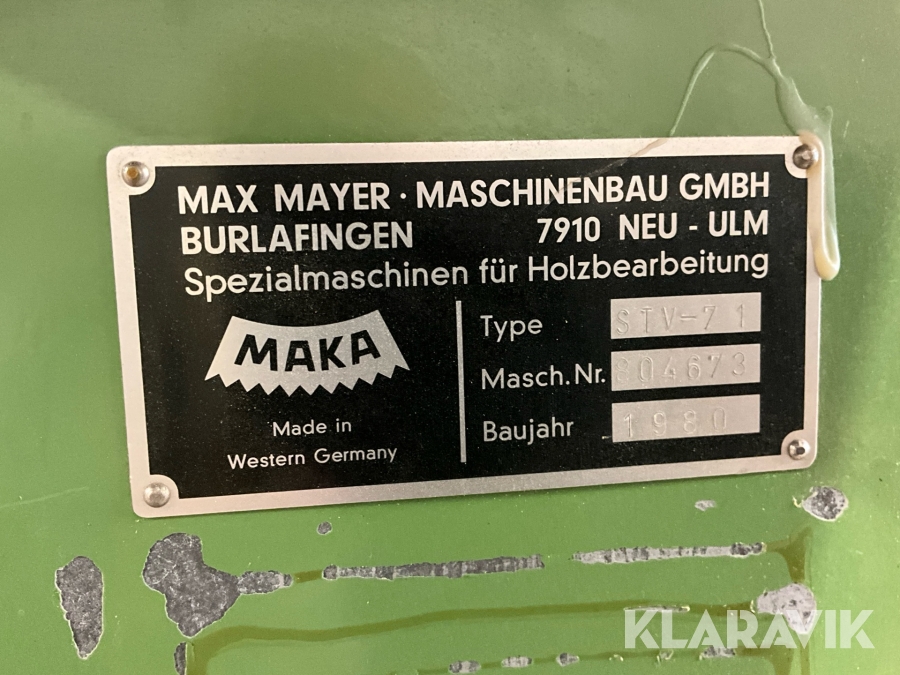 MAX MAYER · MASCHINENBAU GMBH
BURLAFINGEN 7910 NEU - ULM
Spezialmaschinen für Holzbearbeitung
MAKA
Made in
Western Germany
Type STV-71
Masch.Nr. 804673
Baujahr 1980
KLARAVIK